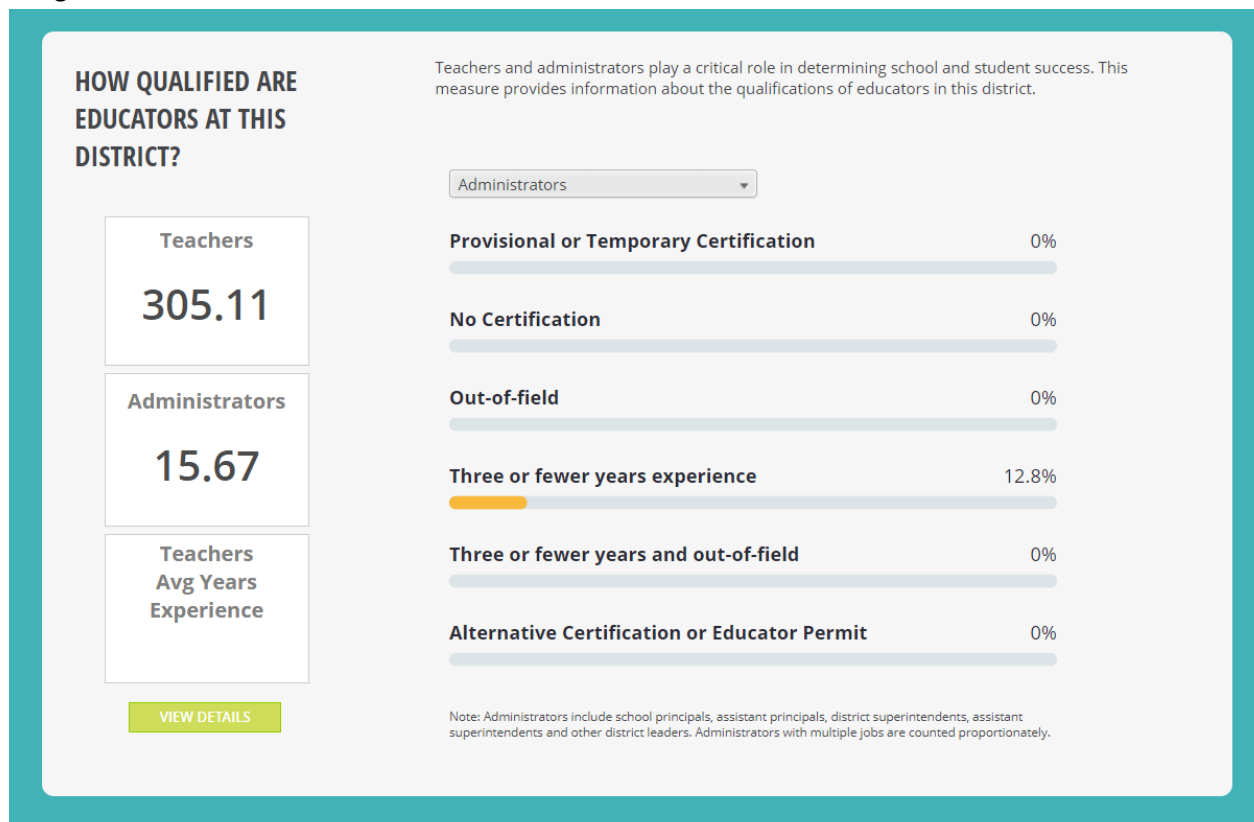 HOW QUALIFIED ARE
EDUCATORS AT THIS
DISTRICT?
Teachers
305.11
Administrators
15.67
Teachers
Avg Years
Experience
VIEW DETAILS
Teachers and administrators play a critical role in determining school and student success. This
measure provides information about the qualifications of educators in this district.
Administrators
Provisional or Temporary Certification 0%
No Certification 0%
Out-of-field 0%
Three or fewer years experience 12.8%
Three or fewer years and out-of-field 0%
Alternative Certification or Educator Permit 0%
Note: Administrators include school principals, assistant principals, district superintendents, assistant
superintendents and other district leaders. Administrators with multiple jobs are counted proportionately.